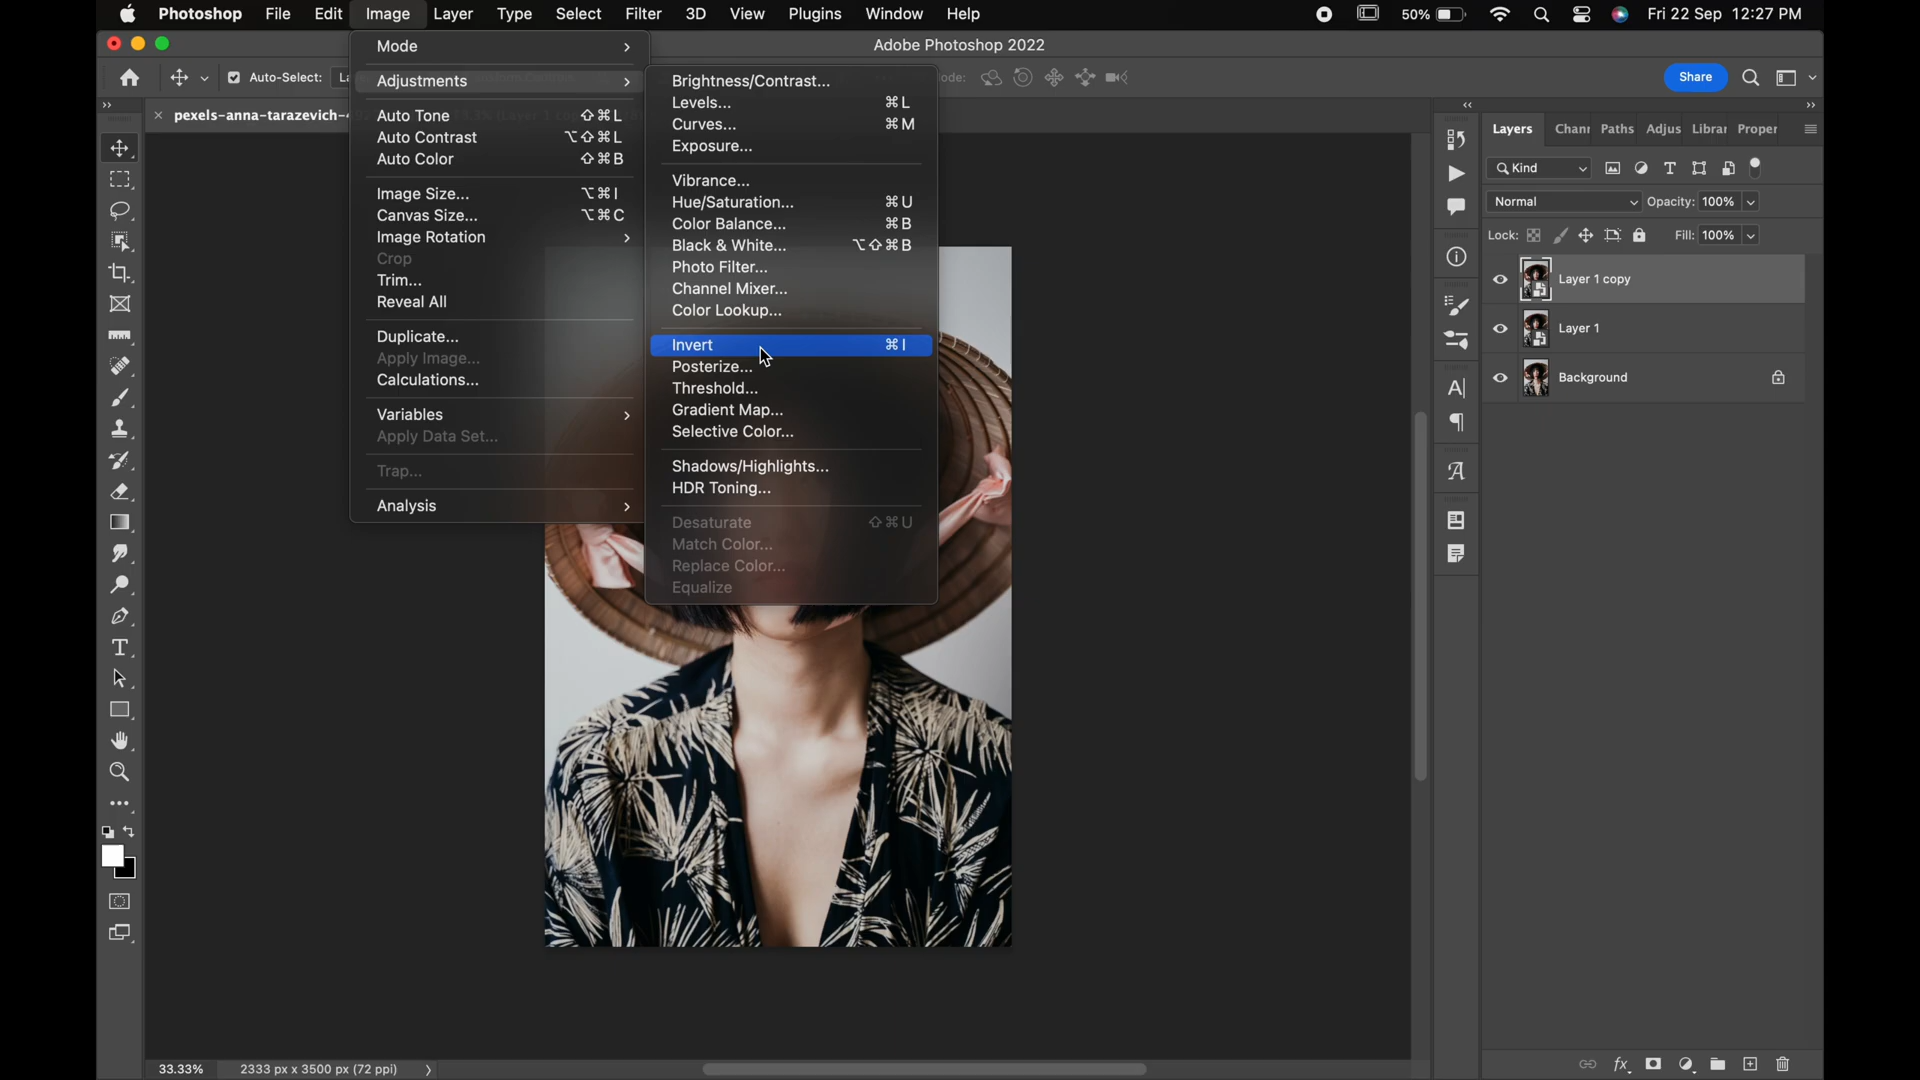 Photoshop File Edit Image Layer Type Select Filter 3D View Plugins Window Help 50% Fri 22 Sep 12:27 PM
Adobe Photoshop 2022
Auto-Select: Share
pexels-anna-tarazevich-
Mode
Adjustments
Auto Tone ⇧⌘L
Auto Contrast ⌥⇧⌘L
Auto Color ⇧⌘B
Image Size... ⌥⌘I
Canvas Size... ⌥⌘C
Image Rotation
Crop
Trim...
Reveal All
Duplicate...
Apply Image...
Calculations...
Variables
Apply Data Set...
Trap...
Analysis
Brightness/Contrast...
Levels... ⌘L
Curves... ⌘M
Exposure...
Vibrance...
Hue/Saturation... ⌘U
Color Balance... ⌘B
Black & White... ⌥⇧⌘B
Photo Filter...
Channel Mixer...
Color Lookup...
Invert ⌘I
Posterize...
Threshold...
Gradient Map...
Selective Color...
Shadows/Highlights...
HDR Toning...
Desaturate ⇧⌘U
Match Color...
Replace Color...
Equalize
Layers Chanr Paths Adjus Librar Proper
Kind
Normal Opacity: 100%
Lock: Fill: 100%
Layer 1 copy
Layer 1
Background
33.33% 2333 px x 3500 px (72 ppi)